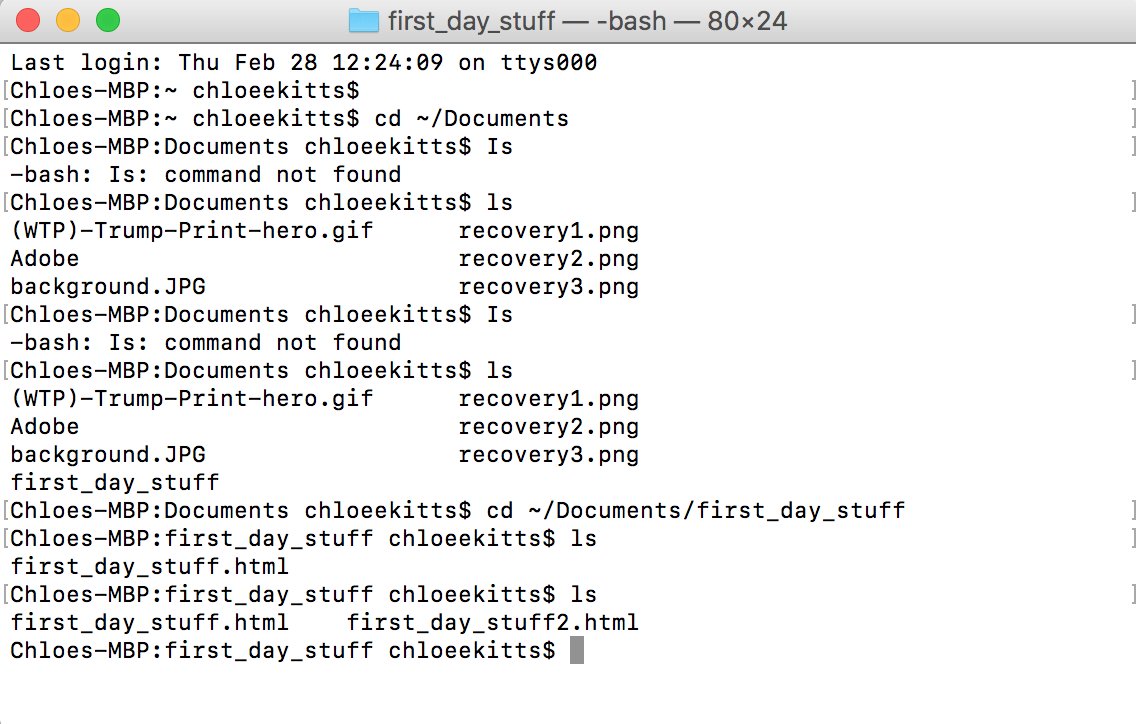 first_day_stuff — -bash — 80×24
Last login: Thu Feb 28 12:24:09 on ttys000
[Chloes-MBP:~ chloeekitts$ ]
[Chloes-MBP:~ chloeekitts$ cd ~/Documents ]
[Chloes-MBP:Documents chloeekitts$ Is ]
-bash: Is: command not found
[Chloes-MBP:Documents chloeekitts$ ls ]
(WTP)-Trump-Print-hero.gif recovery1.png
Adobe recovery2.png
background.JPG recovery3.png
[Chloes-MBP:Documents chloeekitts$ Is ]
-bash: Is: command not found
[Chloes-MBP:Documents chloeekitts$ ls ]
(WTP)-Trump-Print-hero.gif recovery1.png
Adobe recovery2.png
background.JPG recovery3.png
first_day_stuff
[Chloes-MBP:Documents chloeekitts$ cd ~/Documents/first_day_stuff ]
[Chloes-MBP:first_day_stuff chloeekitts$ ls ]
first_day_stuff.html
[Chloes-MBP:first_day_stuff chloeekitts$ ls ]
first_day_stuff.html first_day_stuff2.html
Chloes-MBP:first_day_stuff chloeekitts$